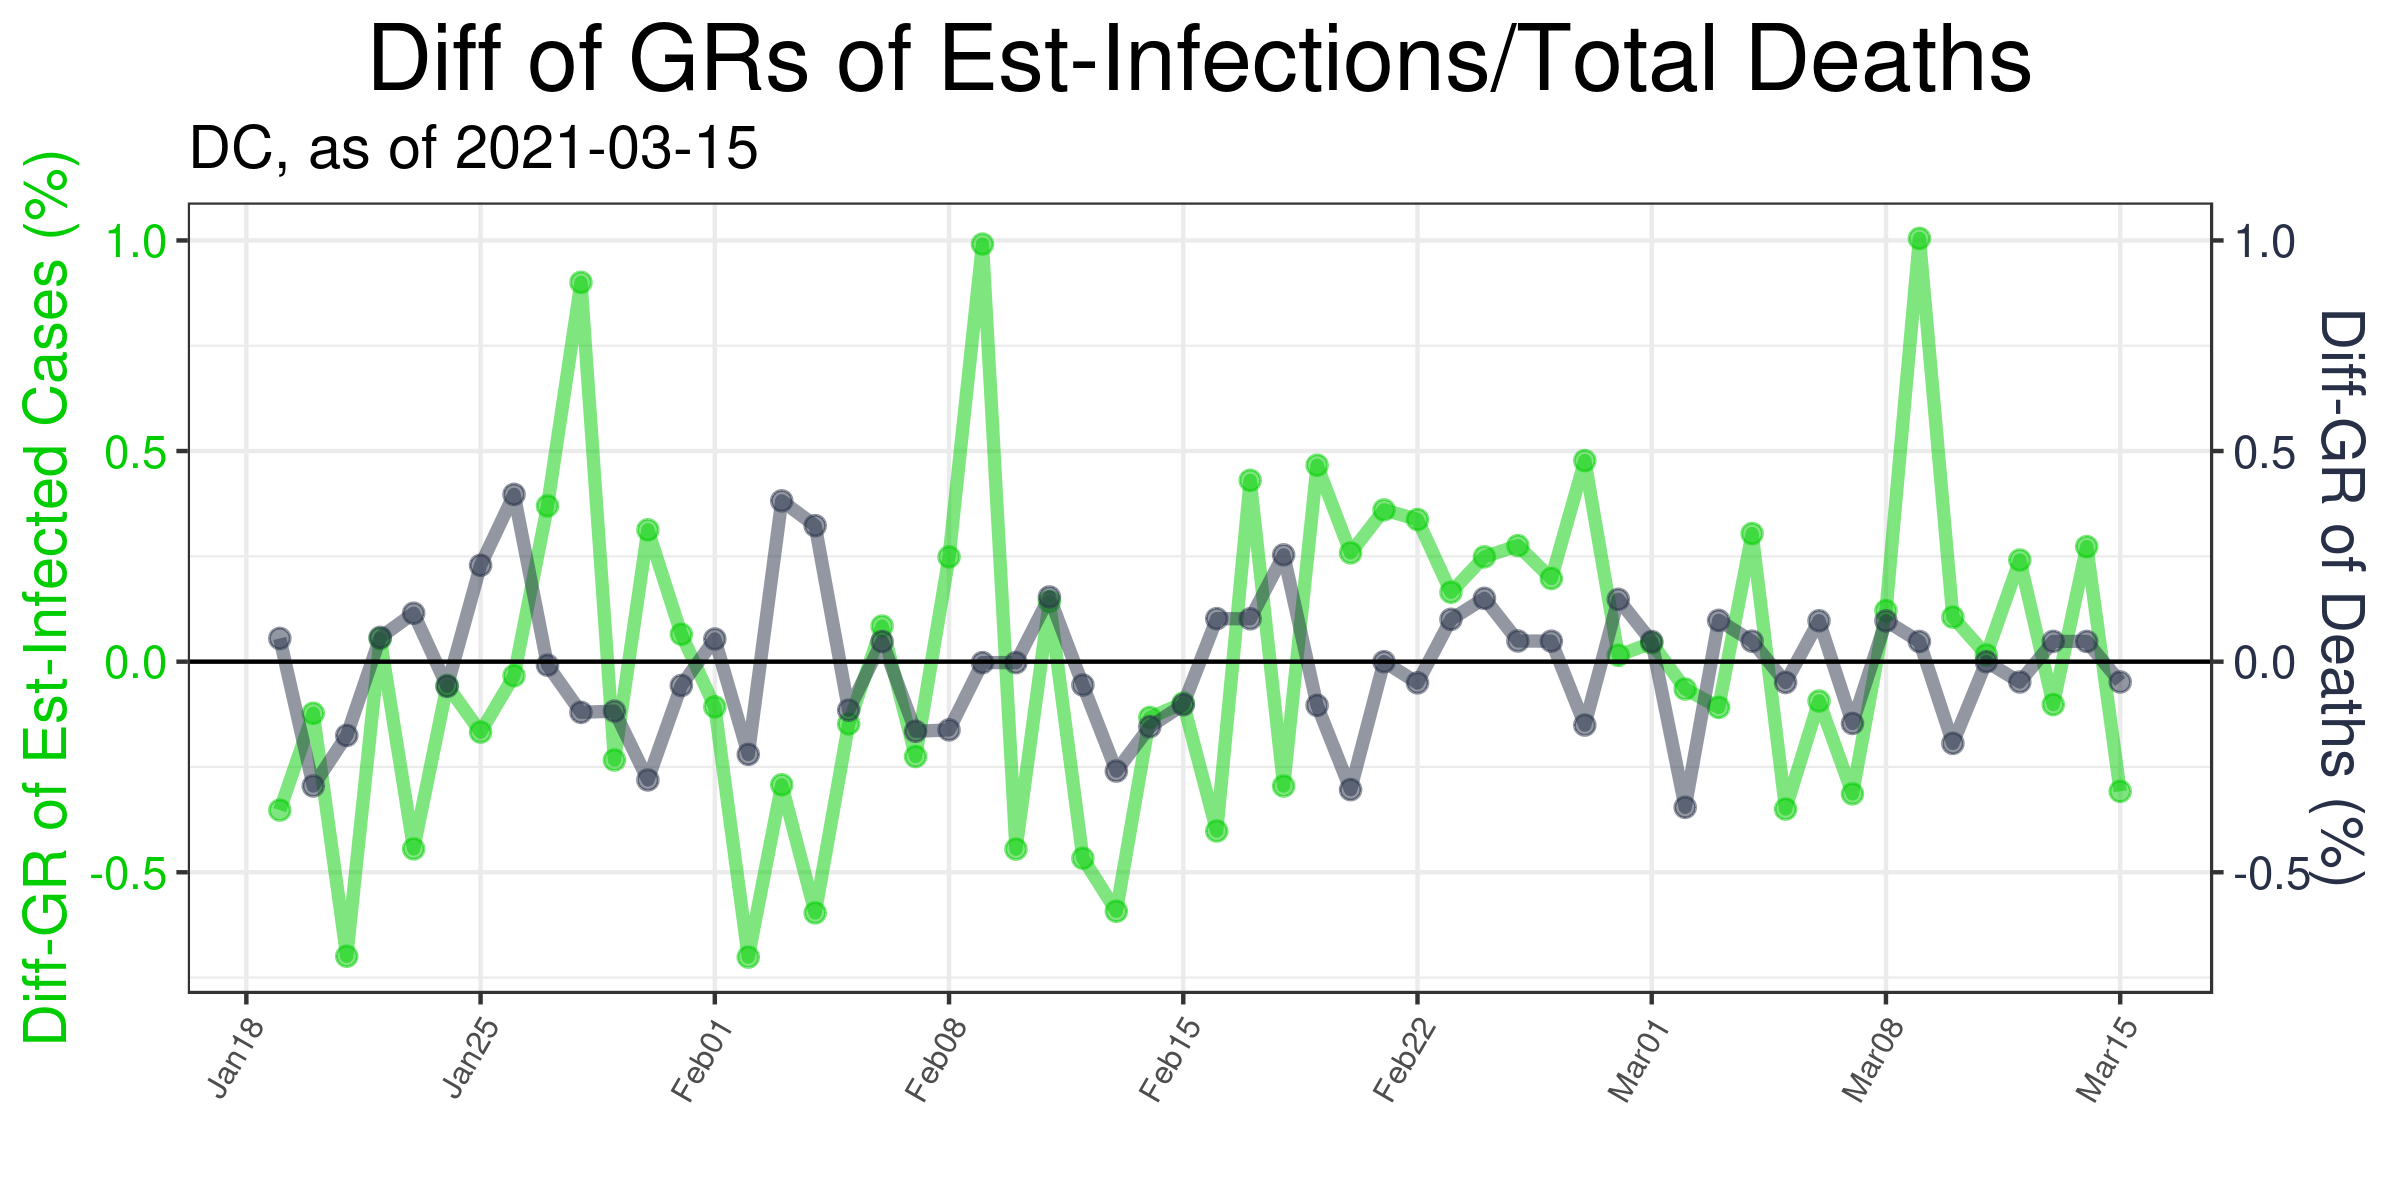 Diff of GRs of Est-Infections/Total Deaths
DC, as of 2021-03-15
Diff-GR of Est-Infected Cases (%)
1.0
0.5
0.0
-0.5
1.0
0.5
0.0
-0.5
Diff-GR of Deaths (%)
Jan18
Jan25
Feb01
Feb08
Feb15
Feb22
Mar01
Mar08
Mar15